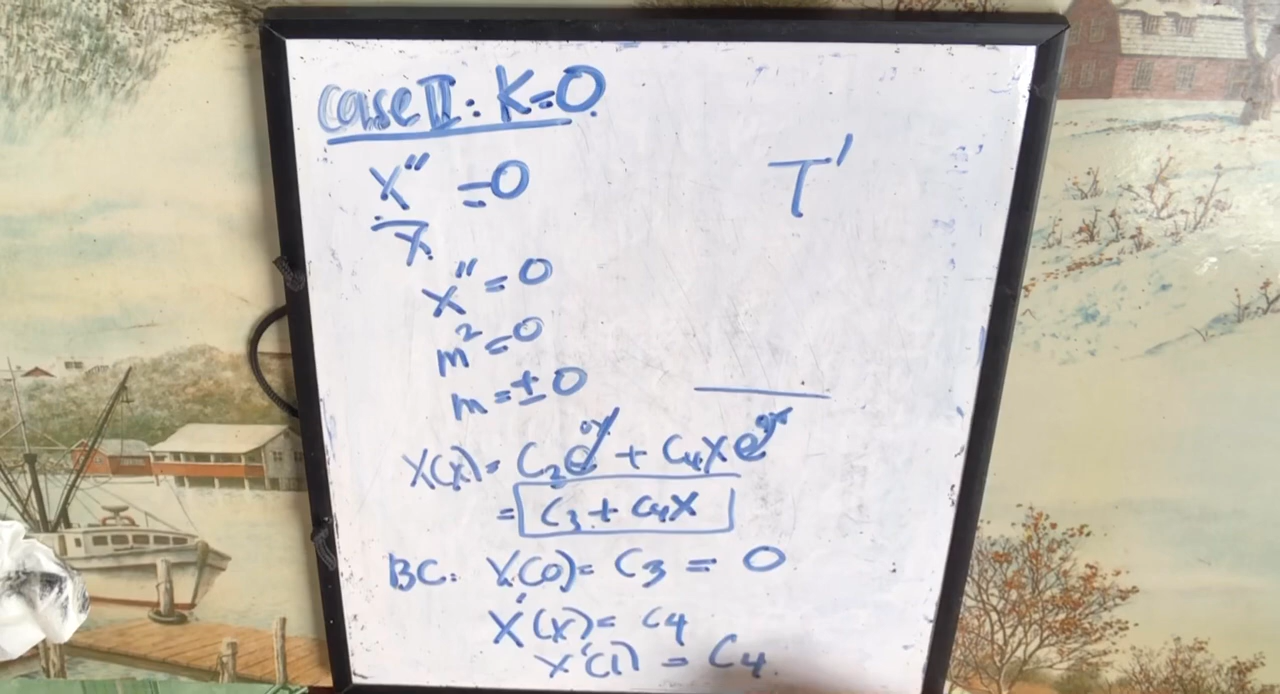 Case II: K=0.
X''/X =0
T'
X''=0
m²=0
m=±0
X(x)= C₂e^{0x} + C₄xe^{0x}
= C₃ + C₄X
BC: X(0)= C₃ = 0
X'(x)= C₄
X'(1) = C₄